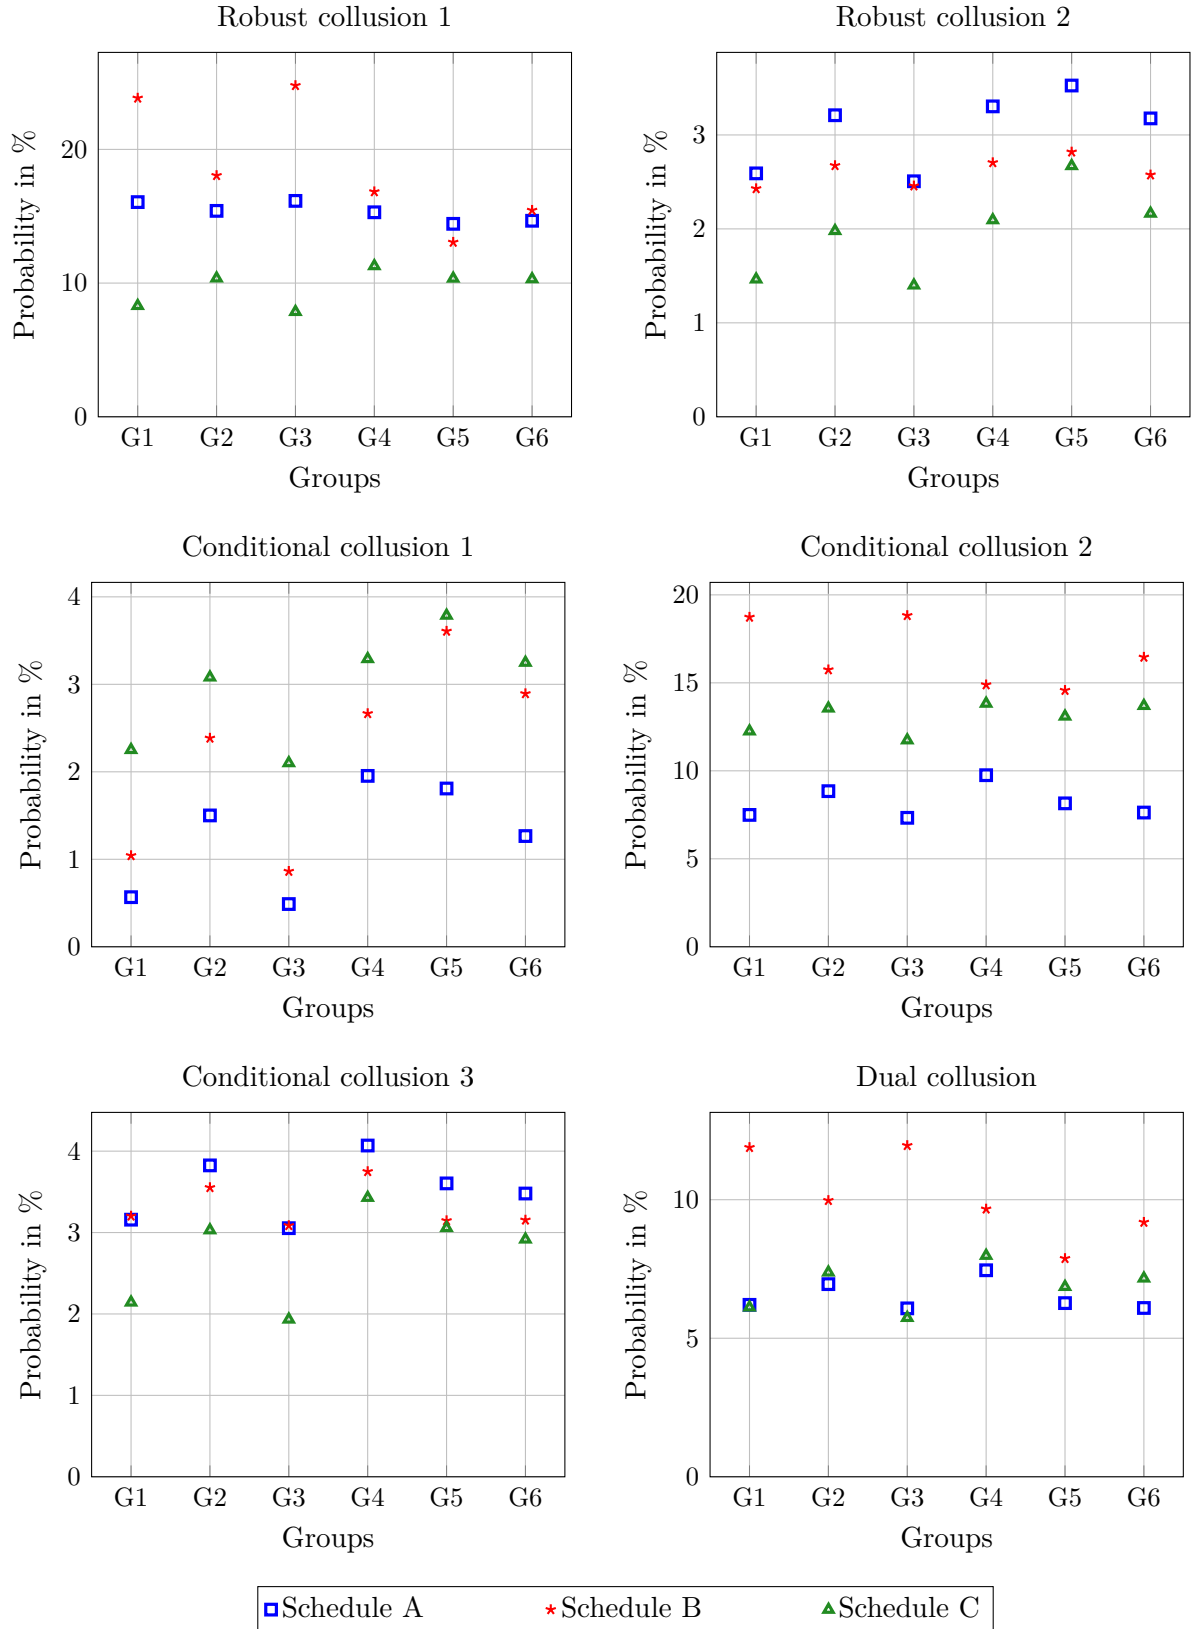 Robust collusion 1
Robust collusion 2
Probability in %
20
10
0
G1 G2 G3 G4 G5 G6
Groups
Probability in %
3
2
1
0
G1 G2 G3 G4 G5 G6
Groups
Conditional collusion 1
Conditional collusion 2
Probability in %
4
3
2
1
0
G1 G2 G3 G4 G5 G6
Groups
Probability in %
20
15
10
5
0
G1 G2 G3 G4 G5 G6
Groups
Conditional collusion 3
Dual collusion
Probability in %
4
3
2
1
0
G1 G2 G3 G4 G5 G6
Groups
Probability in %
10
5
0
G1 G2 G3 G4 G5 G6
Groups
Schedule A Schedule B Schedule C